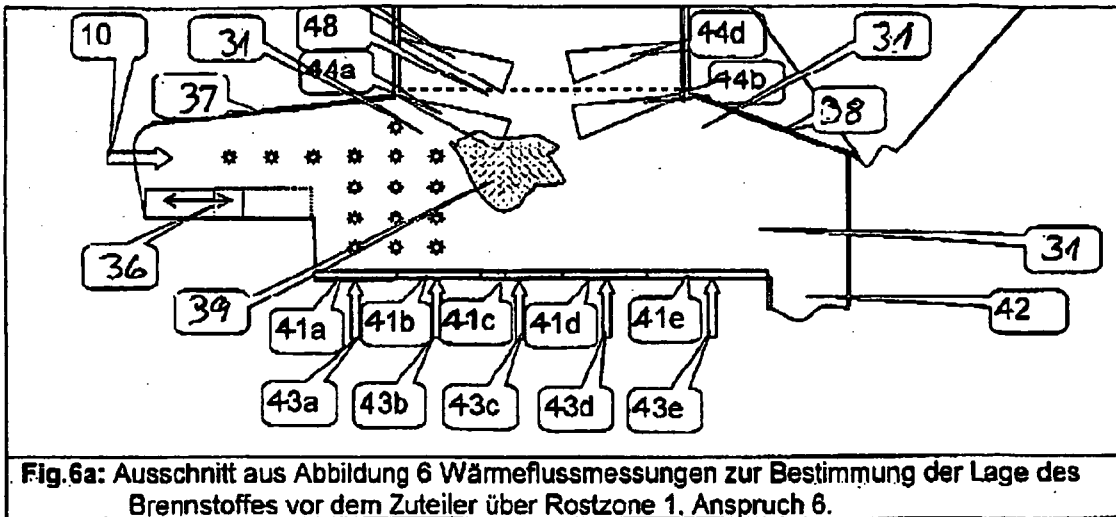 10
31
48
44d
31
44a
44b
37
38
36
31
39
41a
41b
41c
41d
41e
42
43a
43b
43c
43d
43e
Fig.6a: Ausschnitt aus Abbildung 6 Wärmeflussmessungen zur Bestimmung der Lage des
Brennstoffes vor dem Zuteiler über Rostzone 1, Anspruch 6.